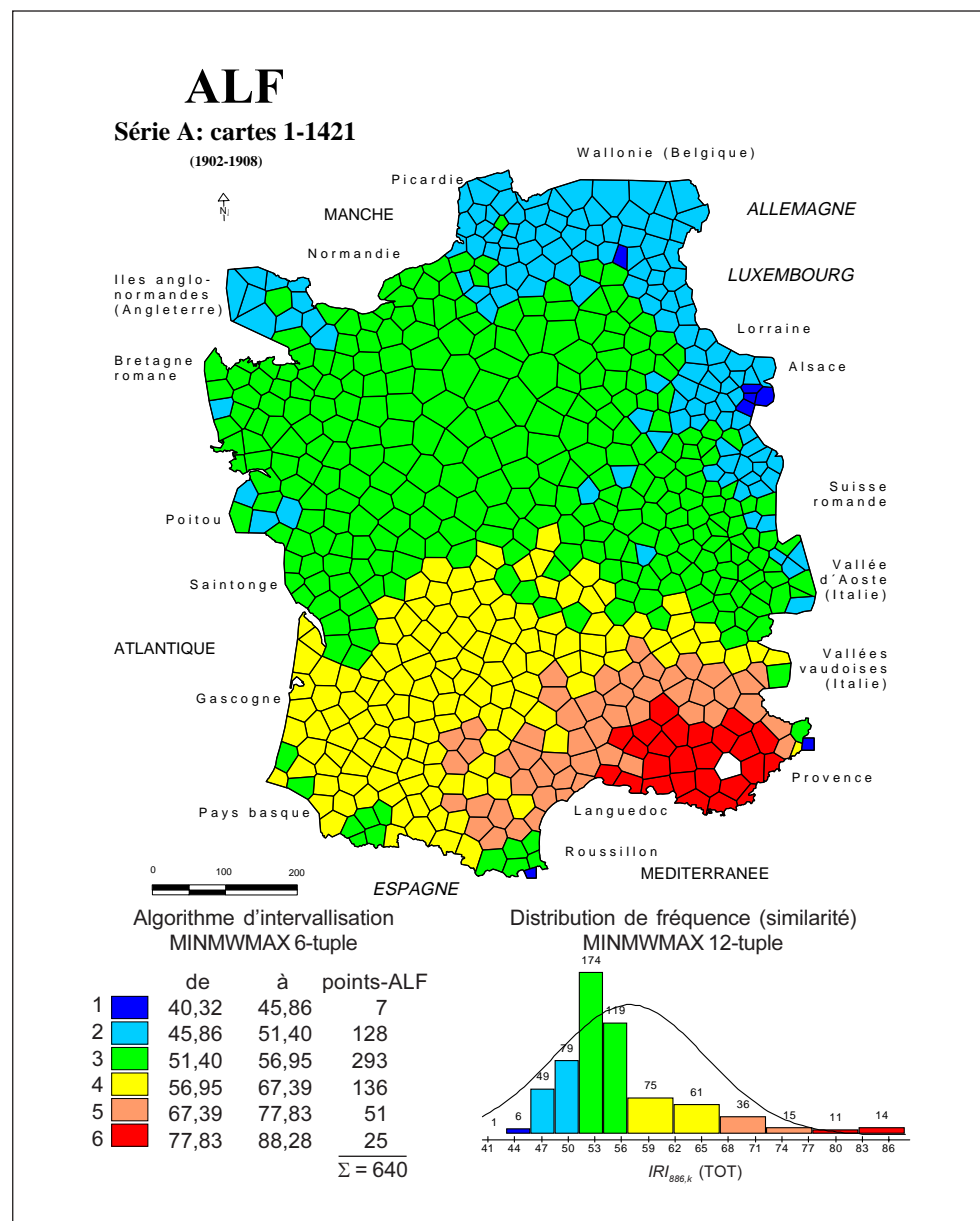 ALF
Série A: cartes 1-1421
(1902-1908)
N
Wallonie (Belgique)
Picardie
MANCHE
ALLEMAGNE
Normandie
LUXEMBOURG
Iles anglo-
normandes
(Angleterre)
Lorraine
Bretagne
romane
Alsace
Suisse
romande
Poitou
Vallée
d´Aoste
(Italie)
Saintonge
ATLANTIQUE
Vallées
vaudoises
(Italie)
Gascogne
Provence
Pays basque
Languedoc
Roussillon
MEDITERRANEE
ESPAGNE
0 100 200
Algorithme d'intervallisation
MINMWMAX 6-tuple
de à points-ALF
1 40,32 45,86 7
2 45,86 51,40 128
3 51,40 56,95 293
4 56,95 67,39 136
5 67,39 77,83 51
6 77,83 88,28 25
Σ = 640
Distribution de fréquence (similarité)
MINMWMAX 12-tuple
1 6 49 79 174 119 75 61 36 15 11 14
41 44 47 50 53 56 59 62 65 68 71 74 77 80 83 86
IRI886,k (TOT)